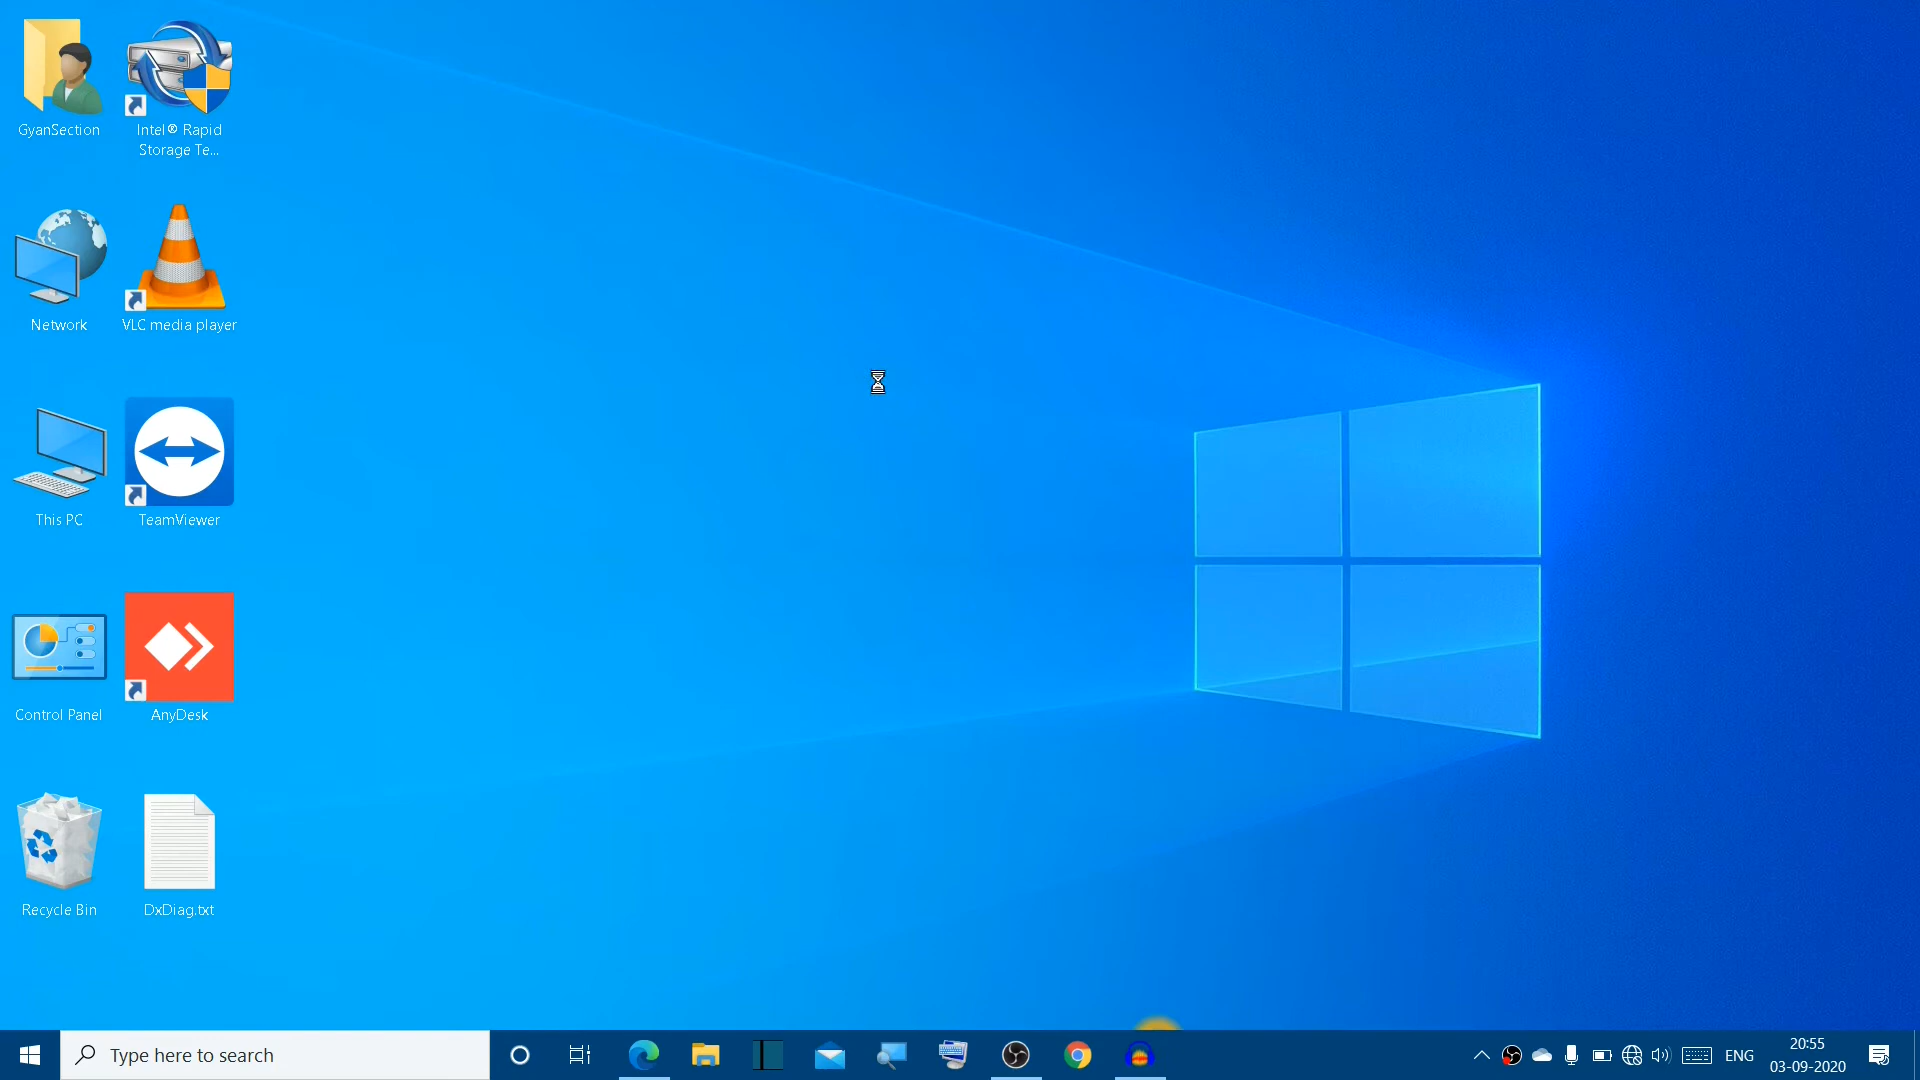 GyanSection
Intel® Rapid
Storage Te...
Network
VLC media player
This PC
TeamViewer
Control Panel
AnyDesk
Recycle Bin
DxDiag.txt
Type here to search
ENG
20:55
03-09-2020